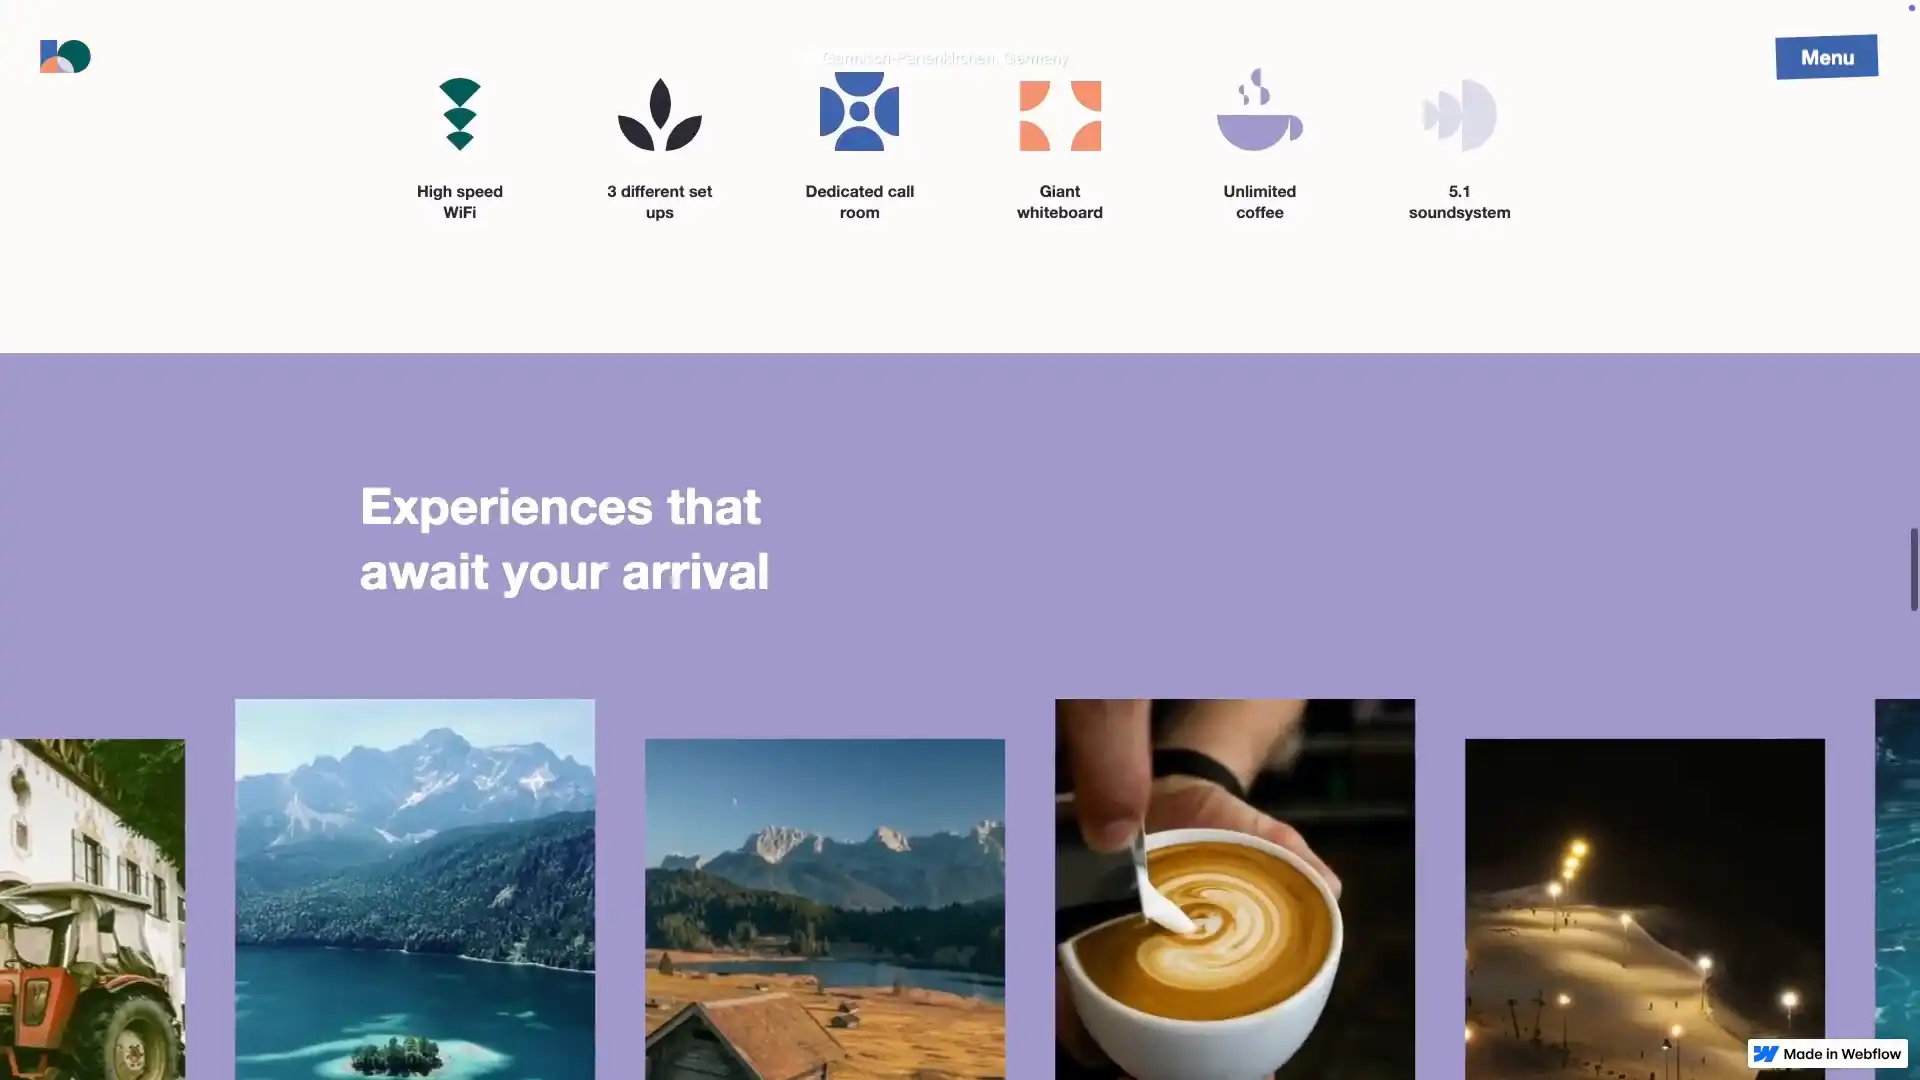 Garmisch-Partenkirchen, Germany
Menu
High speed
WiFi
3 different set
ups
Dedicated call
room
Giant
whiteboard
Unlimited
coffee
5.1
soundsystem
Experiences that
await your arrival
Made in Webflow